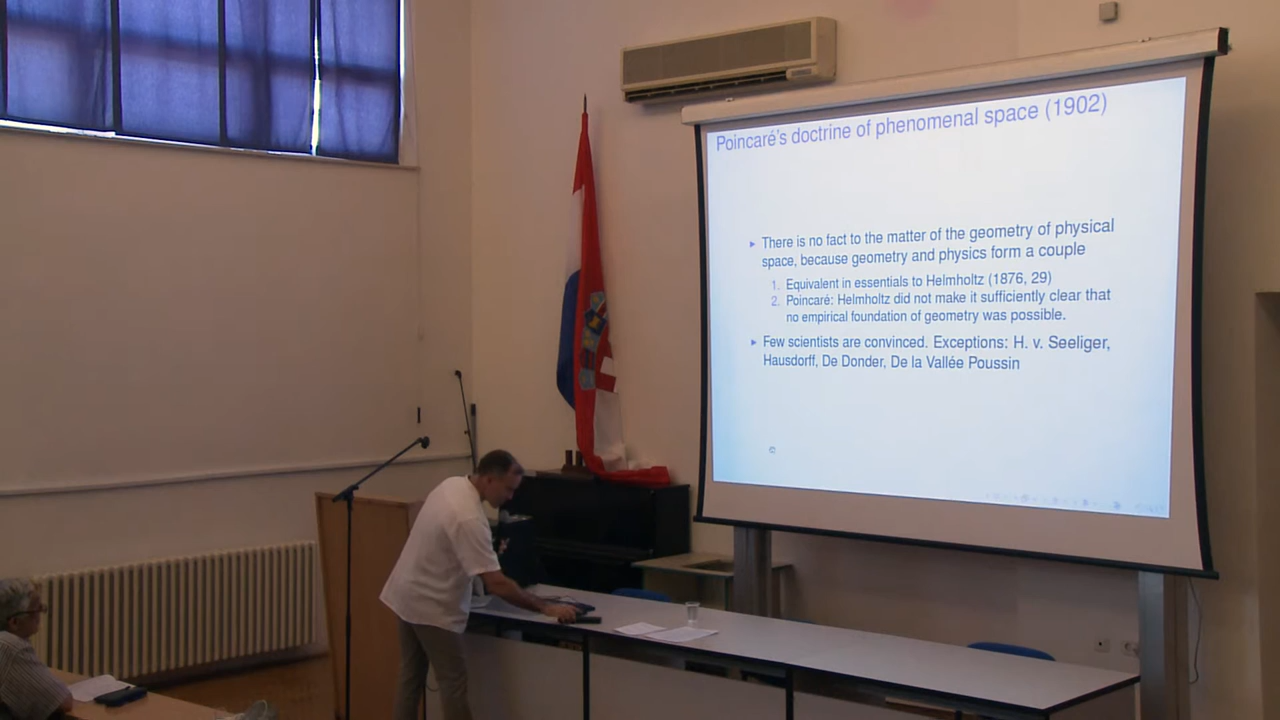 Poincaré's doctrine of phenomenal space (1902)
There is no fact to the matter of the geometry of physical
space, because geometry and physics form a couple
1. Equivalent in essentials to Helmholtz (1876, 29)
2. Poincaré: Helmholtz did not make it sufficiently clear that
no empirical foundation of geometry was possible.
Few scientists are convinced. Exceptions: H. v. Seeliger,
Hausdorff, De Donder, De la Vallée Poussin